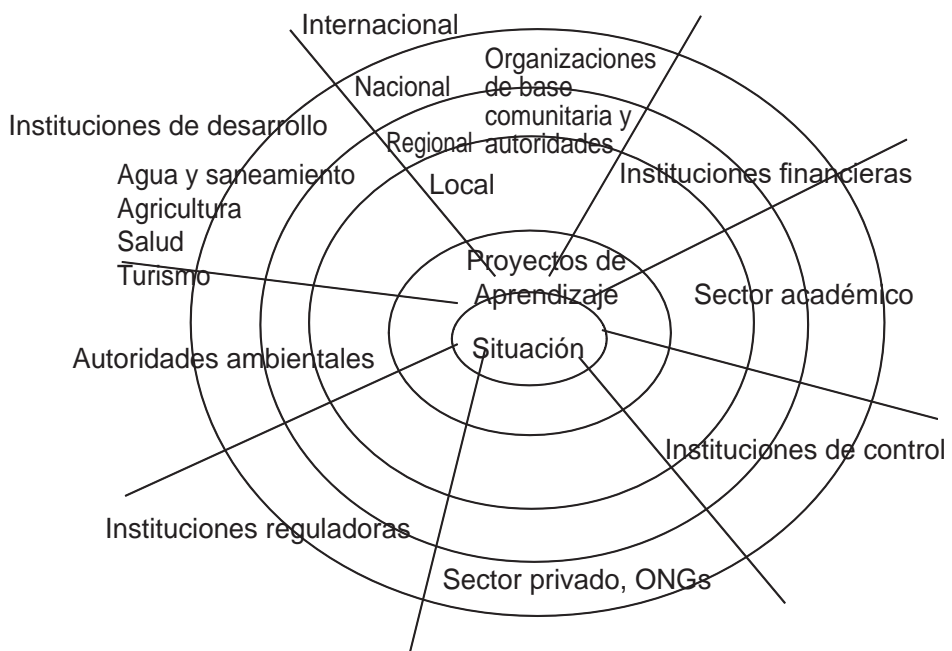 Internacional
Organizaciones
de base
comunitaria y
autoridades
Nacional
Regional
Local
Instituciones de desarrollo
Agua y saneamiento
Agricultura
Salud
Turismo
Instituciones financieras
Proyectos de
Aprendizaje
Sector académico
Situación
Autoridades ambientales
Instituciones de control
Instituciones reguladoras
Sector privado, ONGs